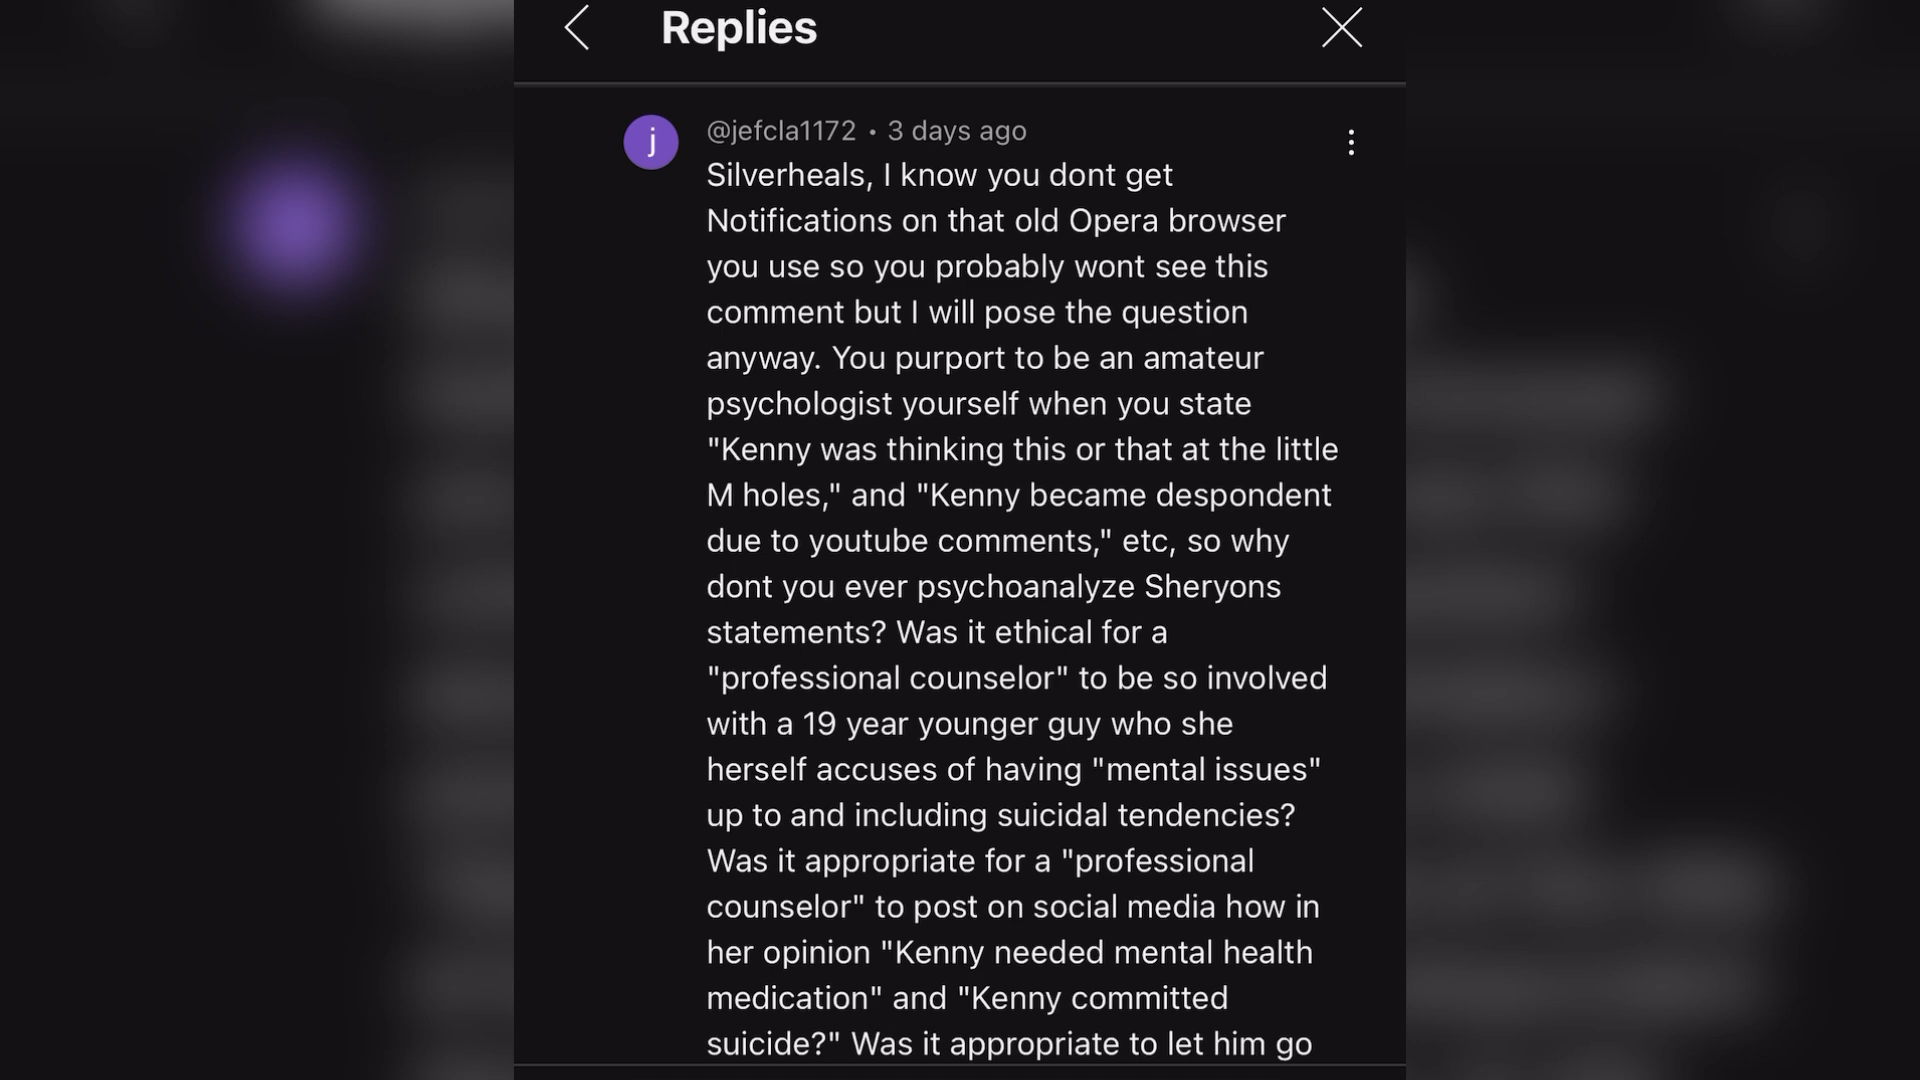 Replies
j
@jefcla1172 • 3 days ago
Silverheals, I know you dont get
Notifications on that old Opera browser
you use so you probably wont see this
comment but I will pose the question
anyway. You purport to be an amateur
psychologist yourself when you state
"Kenny was thinking this or that at the little
M holes," and "Kenny became despondent
due to youtube comments," etc, so why
dont you ever psychoanalyze Sheryons
statements? Was it ethical for a
"professional counselor" to be so involved
with a 19 year younger guy who she
herself accuses of having "mental issues"
up to and including suicidal tendencies?
Was it appropriate for a "professional
counselor" to post on social media how in
her opinion "Kenny needed mental health
medication" and "Kenny committed
suicide?" Was it appropriate to let him go